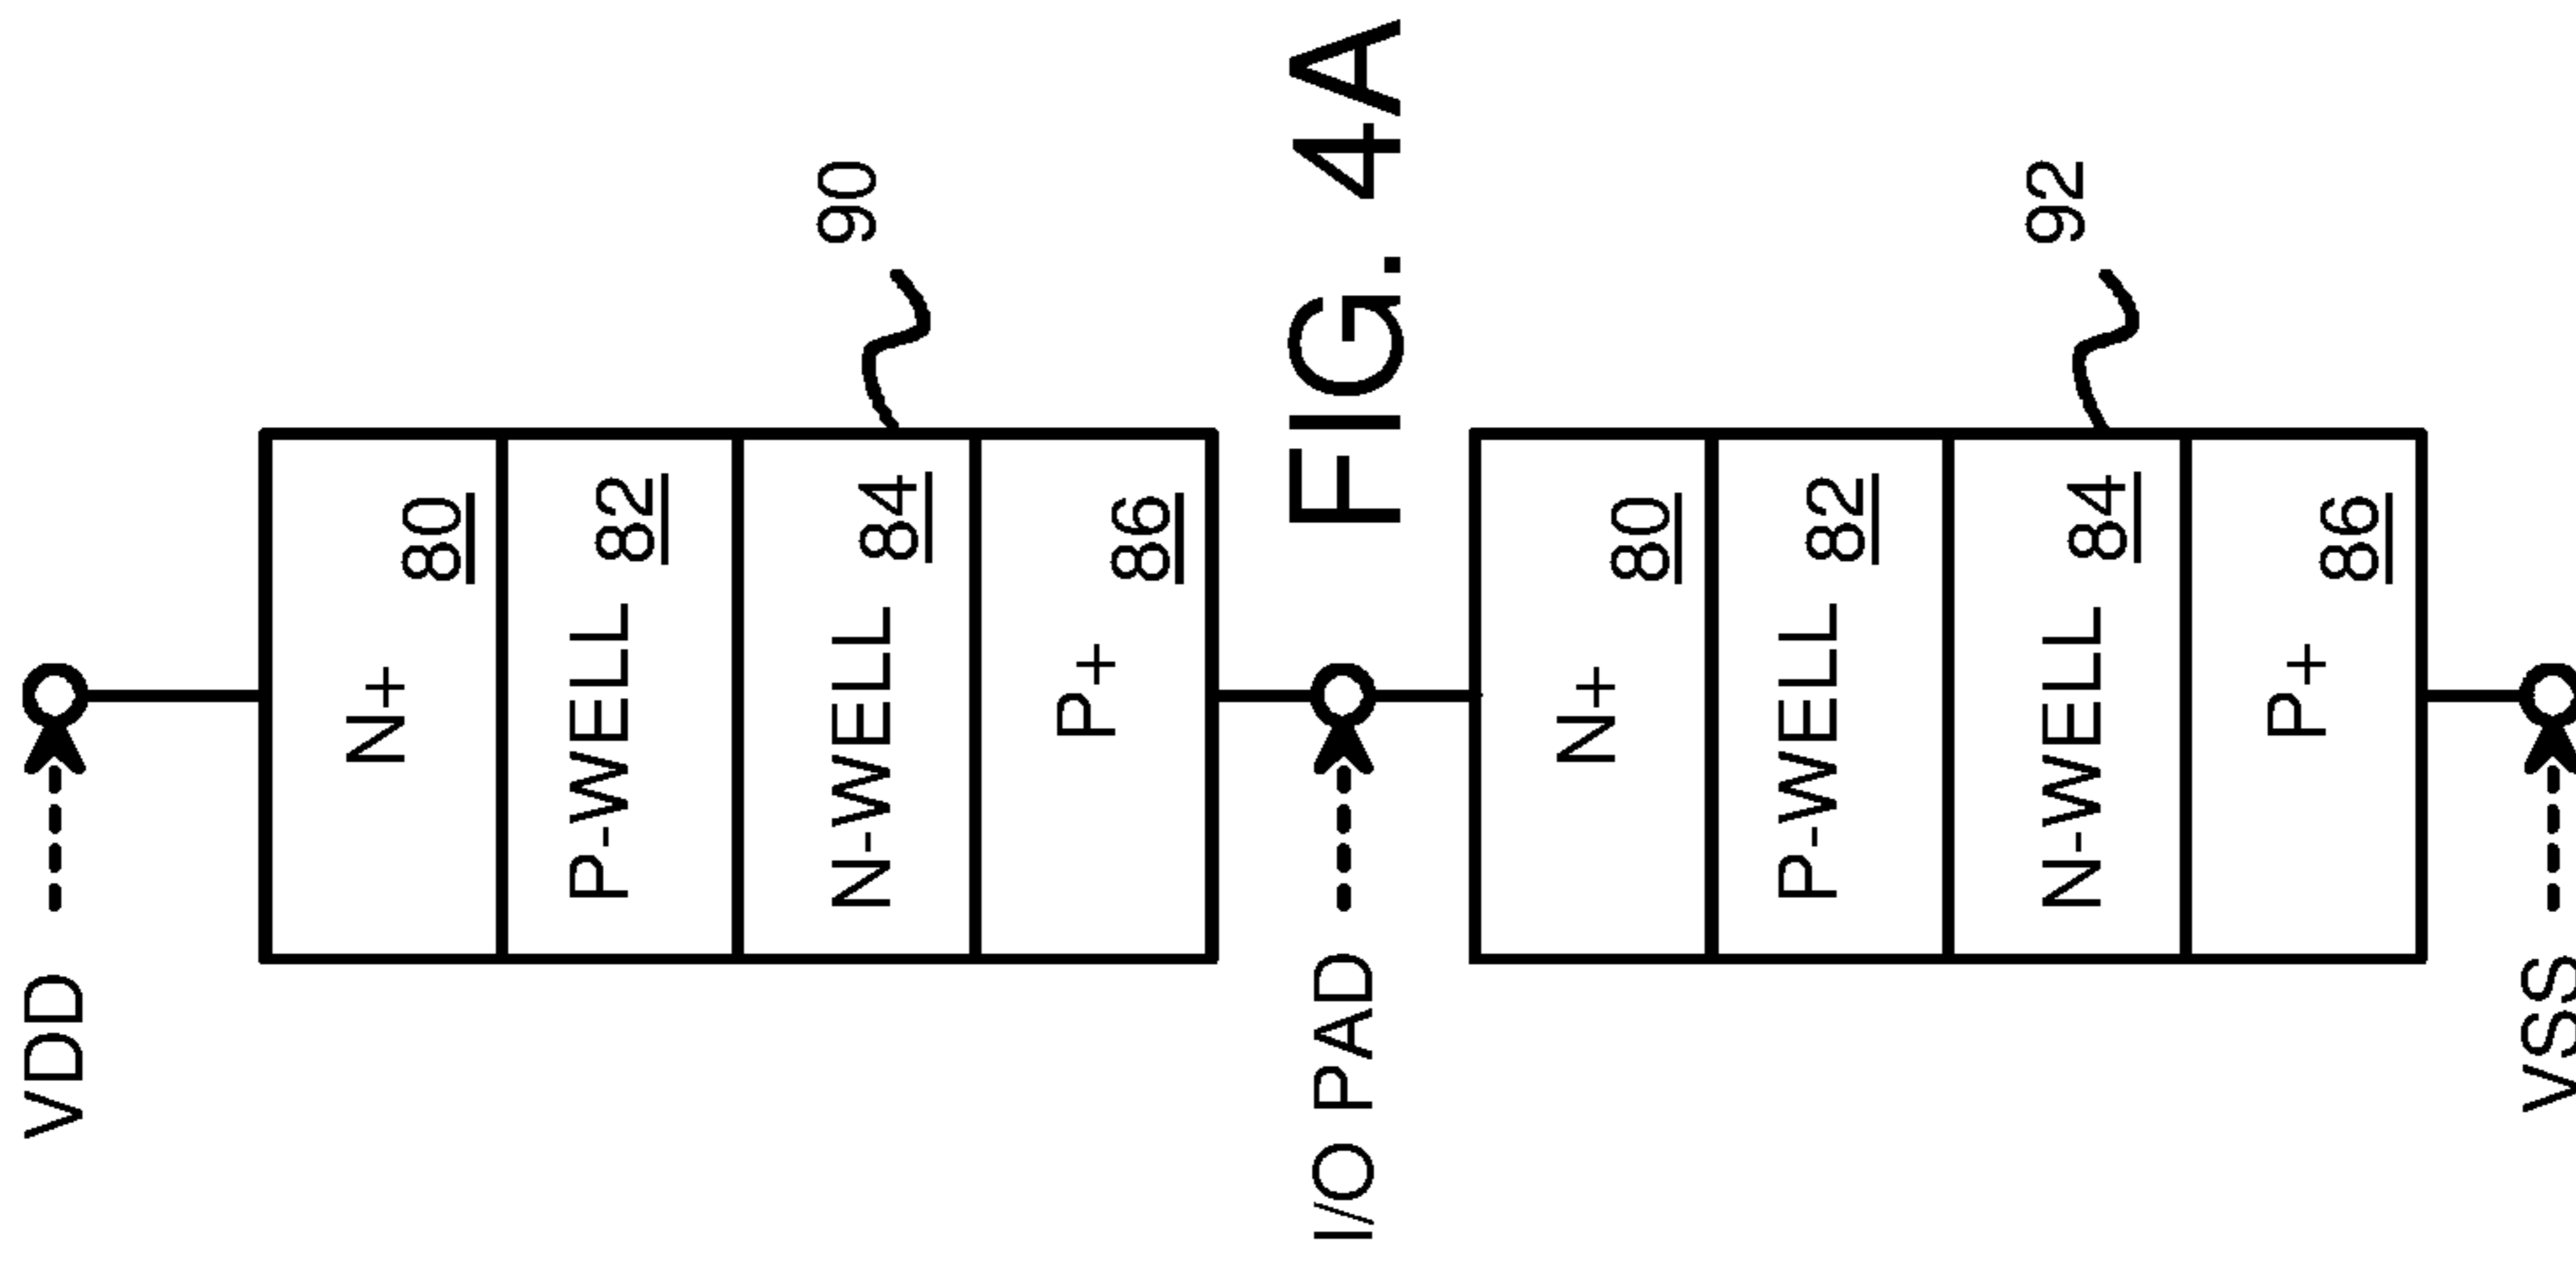 VDD
N+
80
P-WELL 82
N-WELL 84
P+
86
90
I/O PAD
FIG. 4A
N+
80
P-WELL 82
N-WELL 84
P+
86
92
VSS